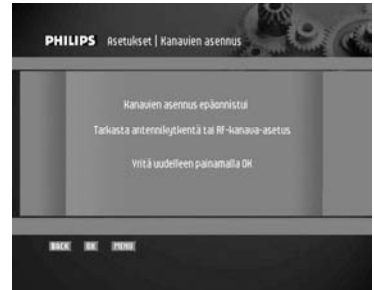 PHILIPS Asetukset | Kanavien asennus
Kanavien asennus epäonnistui
Tarkasta antennikytkentä tai RF-kanava-asetus
Yritä uudelleen painamalla OK
BACK OK MENU